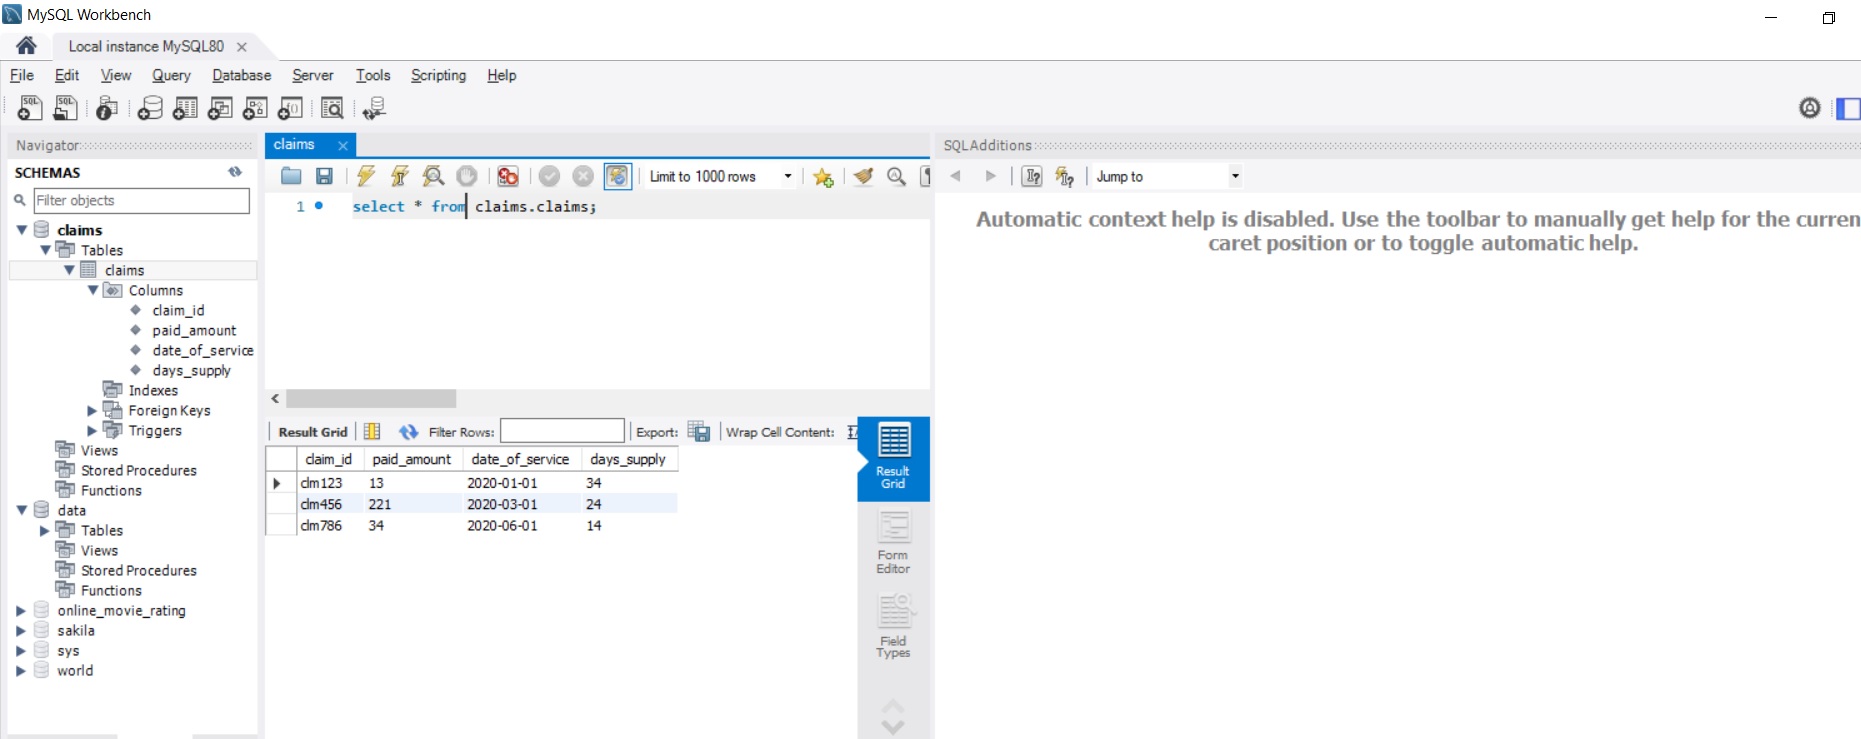 MySQL Workbench
Local instance MySQL80
File Edit View Query Database Server Tools Scripting Help
Navigator
SCHEMAS
Filter objects
claims
Tables
claims
Columns
claim_id
paid_amount
date_of_service
days_supply
Indexes
Foreign Keys
Triggers
Views
Stored Procedures
Functions
data
Tables
Views
Stored Procedures
Functions
online_movie_rating
sakila
sys
world
claims
Limit to 1000 rows
1 select * from claims.claims;
Result Grid Filter Rows: Export: Wrap Cell Content:
claim_id paid_amount date_of_service days_supply
clm123 13 2020-01-01 34
clm456 221 2020-03-01 24
clm786 34 2020-06-01 14
Result
Grid
Form
Editor
Field
Types
SQLAdditions
Jump to
Automatic context help is disabled. Use the toolbar to manually get help for the curren
caret position or to toggle automatic help.